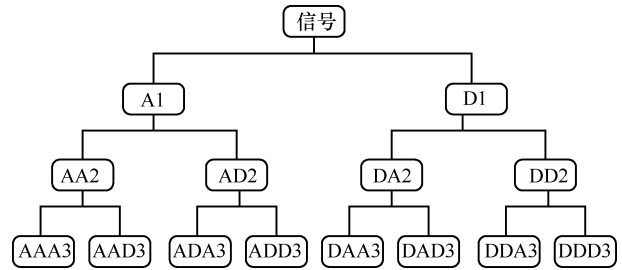 信号
A1 D1
AA2 AD2 DA2 DD2
AAA3 AAD3 ADA3 ADD3 DAA3 DAD3 DDA3 DDD3